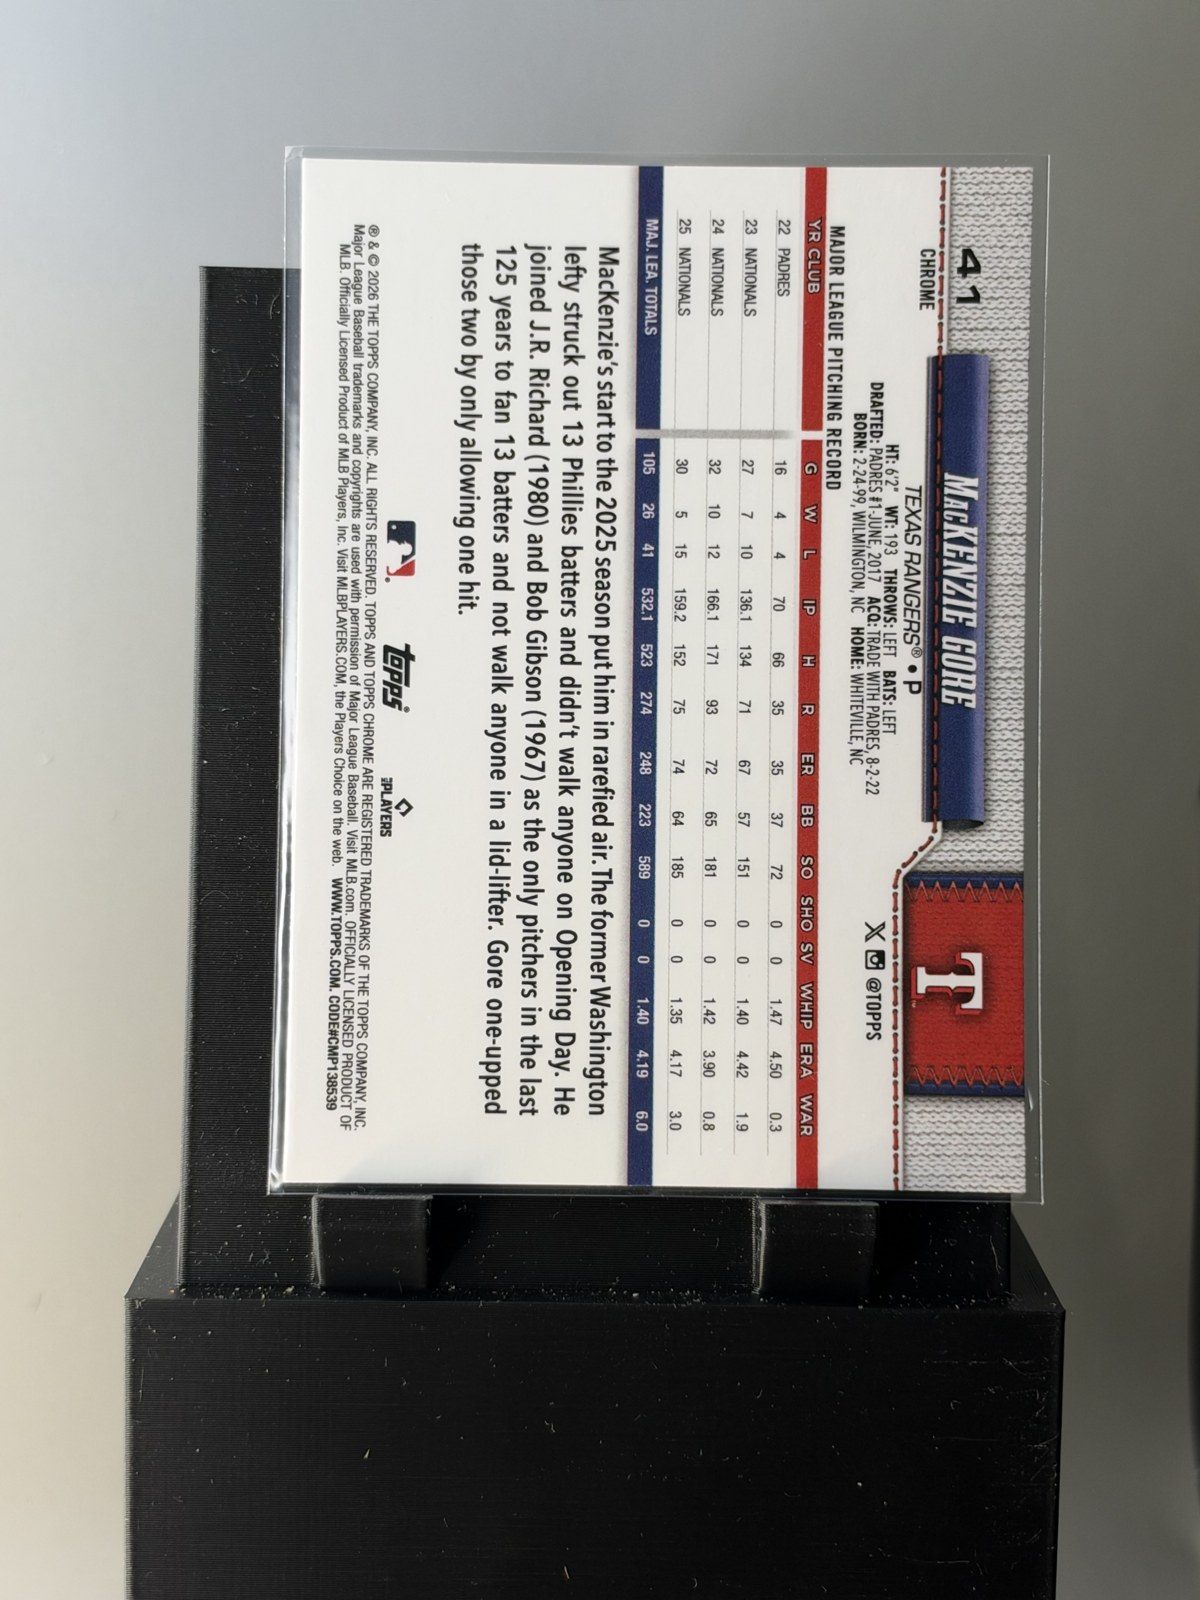 41
CHROME
MacKENZIE GORE
TEXAS RANGERS® • P
HT: 6'2" WT: 193 THROWS: LEFT BATS: LEFT
DRAFTED: PADRES #1-JUNE, 2017 ACQ: TRADE WITH PADRES, 8-2-22
BORN: 2-24-99, WILMINGTON, NC HOME: WHITEVILLE, NC
T
X @TOPPS
MAJOR LEAGUE PITCHING RECORD
YR CLUB G W L IP H R ER BB SO SHO SV WHIP ERA WAR
22 PADRES 16 4 4 70 66 35 35 37 72 0 0 1.47 4.50 0.3
23 NATIONALS 27 7 10 136.1 134 71 67 57 151 0 0 1.40 4.42 1.9
24 NATIONALS 32 10 12 166.1 171 93 72 65 181 0 0 1.42 3.90 0.8
25 NATIONALS 30 5 15 159.2 152 75 74 64 185 0 0 1.35 4.17 3.0
MAJ. LEA. TOTALS 105 26 41 532.1 523 274 248 223 589 0 0 1.40 4.19 6.0
MacKenzie's start to the 2025 season put him in rarefied air. The former Washington
lefty struck out 13 Phillies batters and didn't walk anyone on Opening Day. He
joined J.R. Richard (1980) and Bob Gibson (1967) as the only pitchers in the last
125 years to fan 13 batters and not walk anyone in a lid-lifter. Gore one-upped
those two by only allowing one hit.
topps
PLAYERS
® & © 2026 THE TOPPS COMPANY, INC. ALL RIGHTS RESERVED. TOPPS AND TOPPS CHROME ARE REGISTERED TRADEMARKS OF THE TOPPS COMPANY, INC.
Major League Baseball trademarks and copyrights are used with permission of Major League Baseball. Visit MLB.com. OFFICIALLY LICENSED PRODUCT OF
MLB. Officially Licensed Product of MLB Players, Inc. Visit MLBPLAYERS.COM, the Players Choice on the web. WWW.TOPPS.COM. CODE#CMP138539